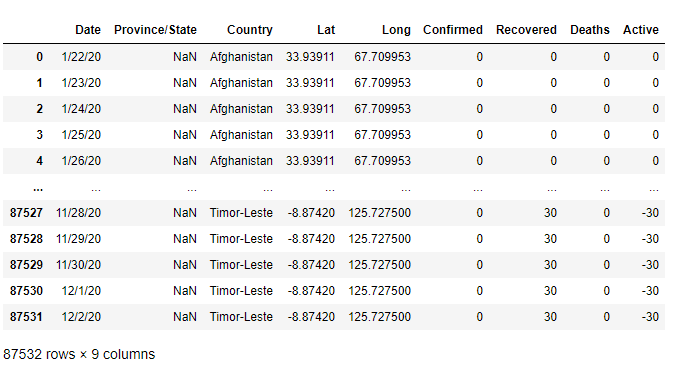 Date Province/State Country Lat Long Confirmed Recovered Deaths Active
0 1/22/20 NaN Afghanistan 33.93911 67.709953 0 0 0 0
1 1/23/20 NaN Afghanistan 33.93911 67.709953 0 0 0 0
2 1/24/20 NaN Afghanistan 33.93911 67.709953 0 0 0 0
3 1/25/20 NaN Afghanistan 33.93911 67.709953 0 0 0 0
4 1/26/20 NaN Afghanistan 33.93911 67.709953 0 0 0 0
... ... ... ... ... ... ... ... ... ...
87527 11/28/20 NaN Timor-Leste -8.87420 125.727500 0 30 0 -30
87528 11/29/20 NaN Timor-Leste -8.87420 125.727500 0 30 0 -30
87529 11/30/20 NaN Timor-Leste -8.87420 125.727500 0 30 0 -30
87530 12/1/20 NaN Timor-Leste -8.87420 125.727500 0 30 0 -30
87531 12/2/20 NaN Timor-Leste -8.87420 125.727500 0 30 0 -30
87532 rows × 9 columns